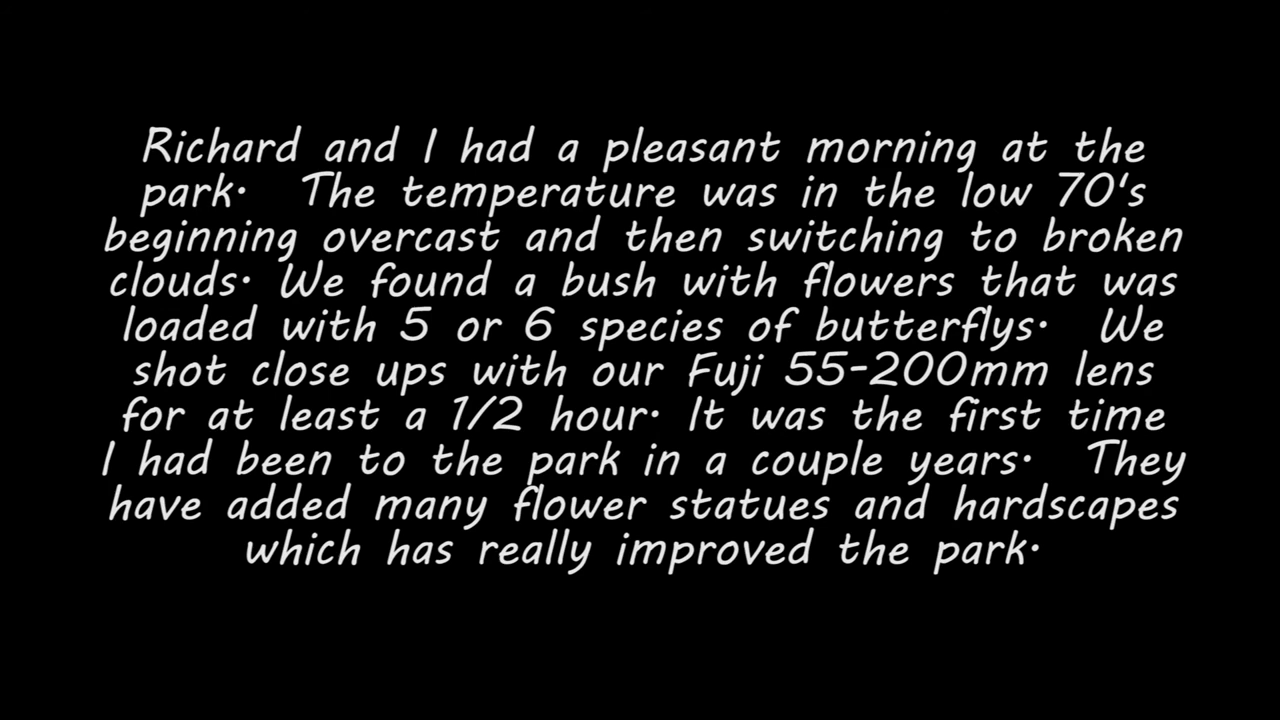 Richard and I had a pleasant morning at the
park.  The temperature was in the low 70's
beginning overcast and then switching to broken
clouds. We found a bush with flowers that was
loaded with 5 or 6 species of butterflys.  We
shot close ups with our Fuji 55-200mm lens
for at least a 1/2 hour. It was the first time
I had been to the park in a couple years.  They
have added many flower statues and hardscapes
which has really improved the park.